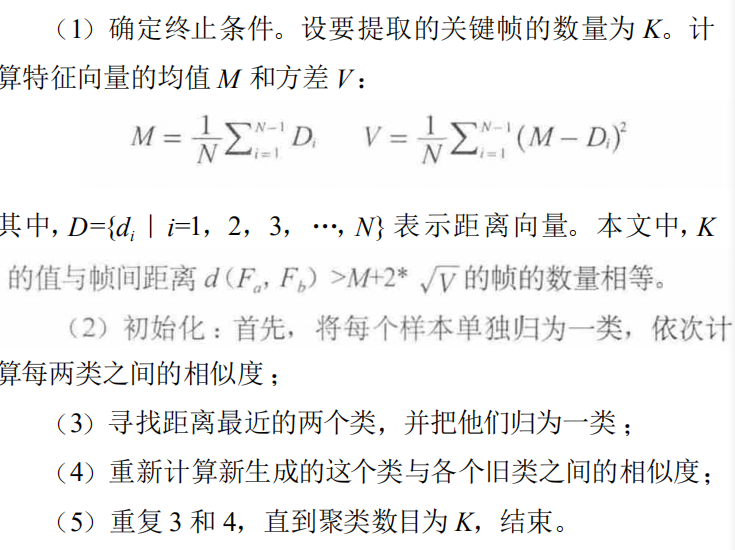 （1）确定终止条件。设要提取的关键帧的数量为 K。计
算特征向量的均值 M 和方差 V：
M = \frac{1}{N}\sum_{i=1}^{N-1} D_i　　V = \frac{1}{N}\sum_{i=1}^{N-1} (M − D_i)^2
其中, D={d_i | i=1，2，3，…, N} 表示距离向量。本文中, K
的值与帧间距离 d（F_a, F_b）>M+2* \sqrt{V} 的帧的数量相等。
（2）初始化：首先，将每个样本单独归为一类，依次计
算每两类之间的相似度；
（3）寻找距离最近的两个类，并把他们归为一类；
（4）重新计算新生成的这个类与各个旧类之间的相似度；
（5）重复 3 和 4，直到聚类数目为 K，结束。